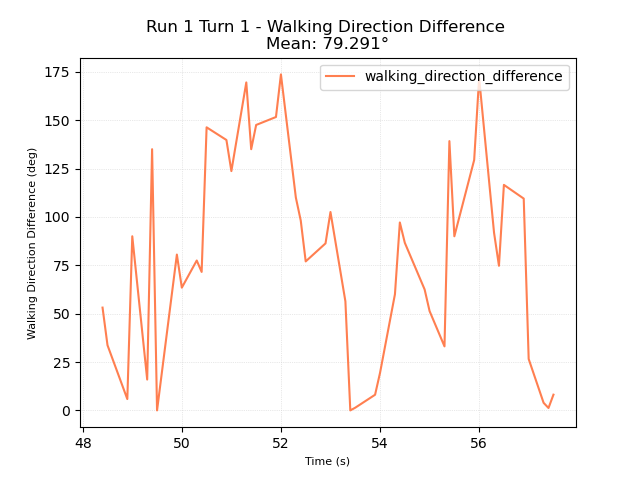 Run 1 Turn 1 - Walking Direction Difference
Mean: 79.291°
walking_direction_difference
Walking Direction Difference (deg)
175
150
125
100
75
50
25
0
48
50
52
54
56
Time (s)